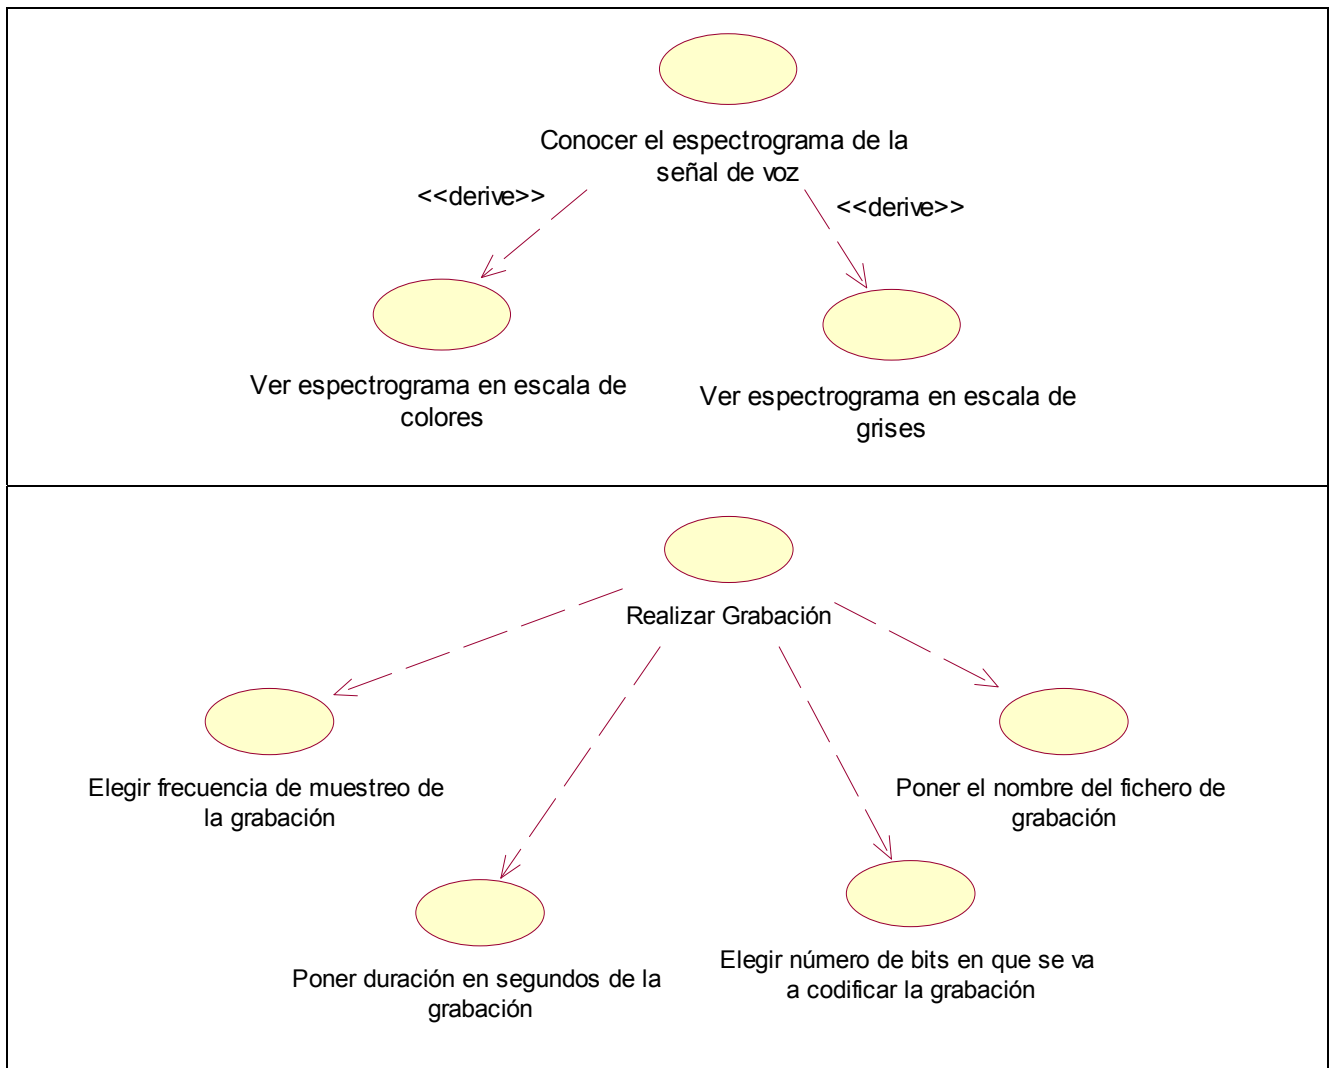 Conocer el espectrograma de la
señal de voz
<<derive>>
<<derive>>
Ver espectrograma en escala de
colores
Ver espectrograma en escala de
grises
Realizar Grabación
Elegir frecuencia de muestreo de
la grabación
Poner el nombre del fichero de
grabación
Poner duración en segundos de la
grabación
Elegir número de bits en que se va
a codificar la grabación